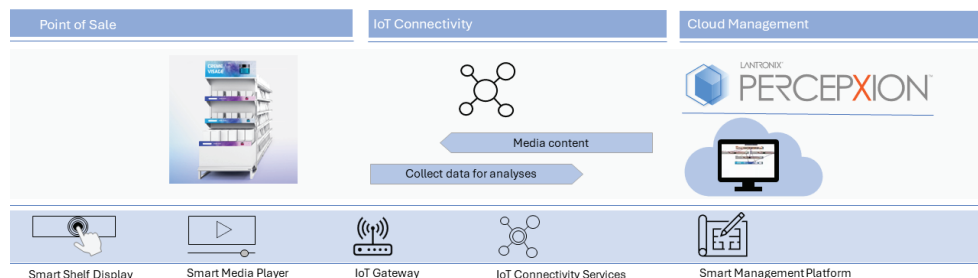 Point of Sale
IoT Connectivity
Cloud Management
LANTRONIX
PERCEPXION
Media content
Collect data for analyses
Smart Shelf Display
Smart Media Player
IoT Gateway
IoT Connectivity Services
Smart Management Platform